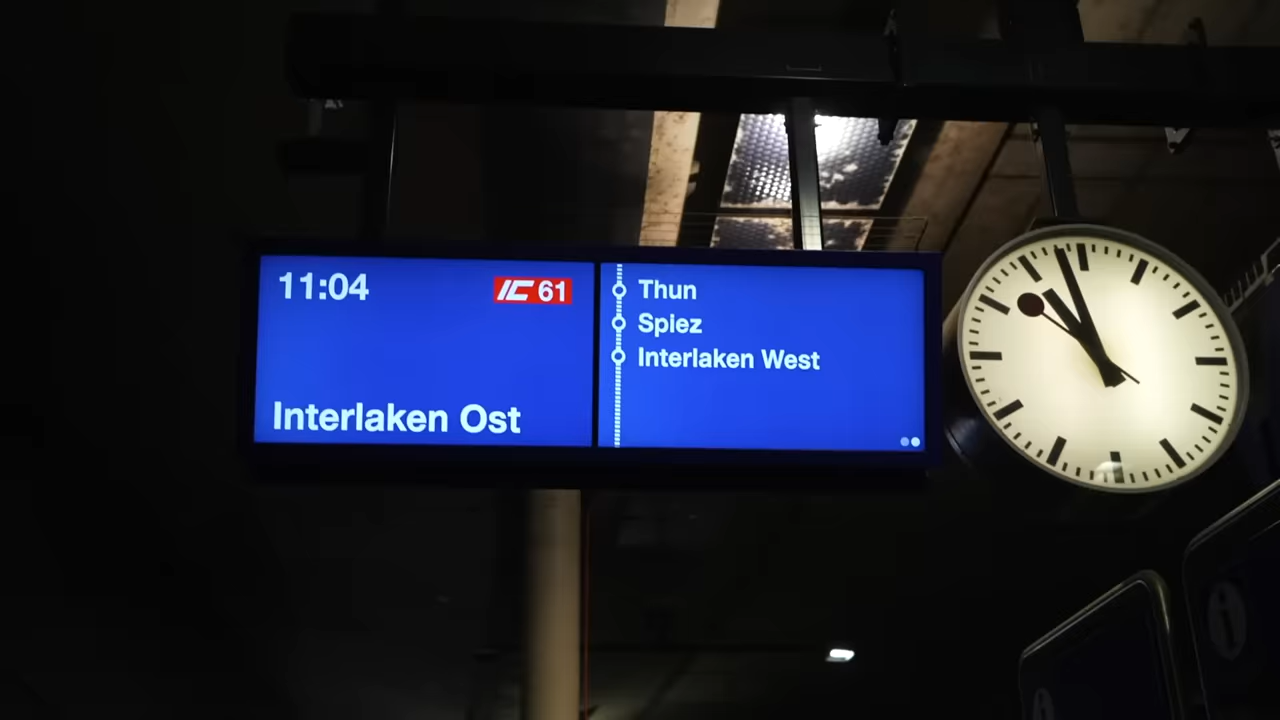 11:04
IC 61
Interlaken Ost
Thun
Spiez
Interlaken West